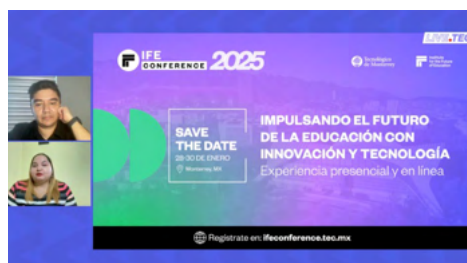 LIVE.TEC
IFE
CONFERENCE 2025
Tecnológico
de Monterrey
Institute
for the Future
of Education
SAVE
THE DATE
28-30 DE ENERO
Monterrey, MX
IMPULSANDO EL FUTURO
DE LA EDUCACIÓN CON
INNOVACIÓN Y TECNOLOGÍA
Experiencia presencial y en línea
Regístrate en: ifeconference.tec.mx